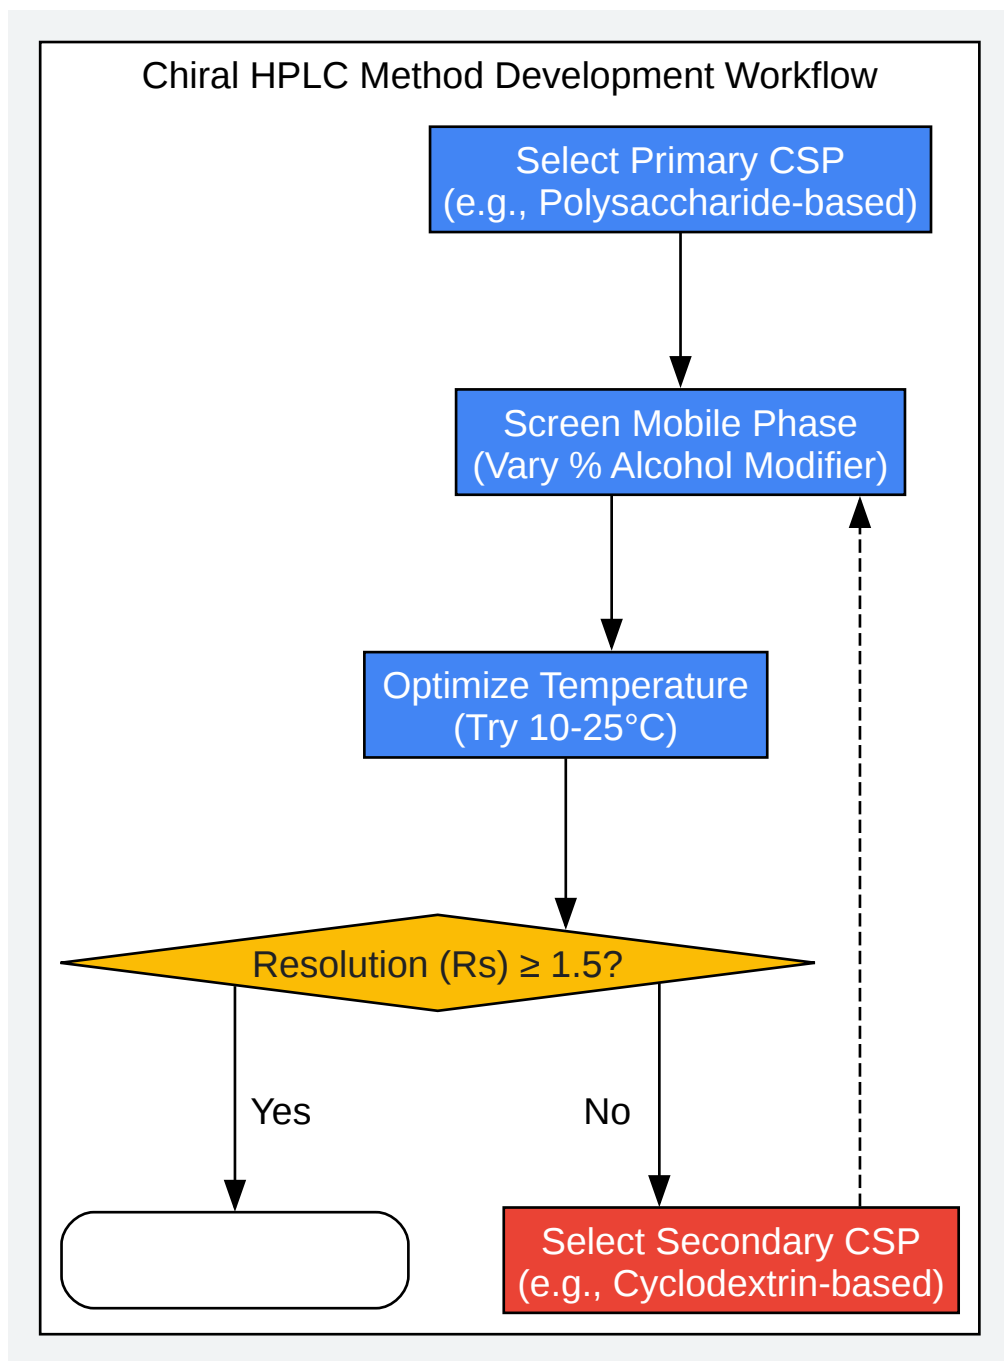 Chiral HPLC Method Development Workflow
Select Primary CSP
(e.g., Polysaccharide-based)
Screen Mobile Phase
(Vary % Alcohol Modifier)
Optimize Temperature
(Try 10-25°C)
Resolution (Rs) ≥ 1.5?
Yes
No
Select Secondary CSP
(e.g., Cyclodextrin-based)